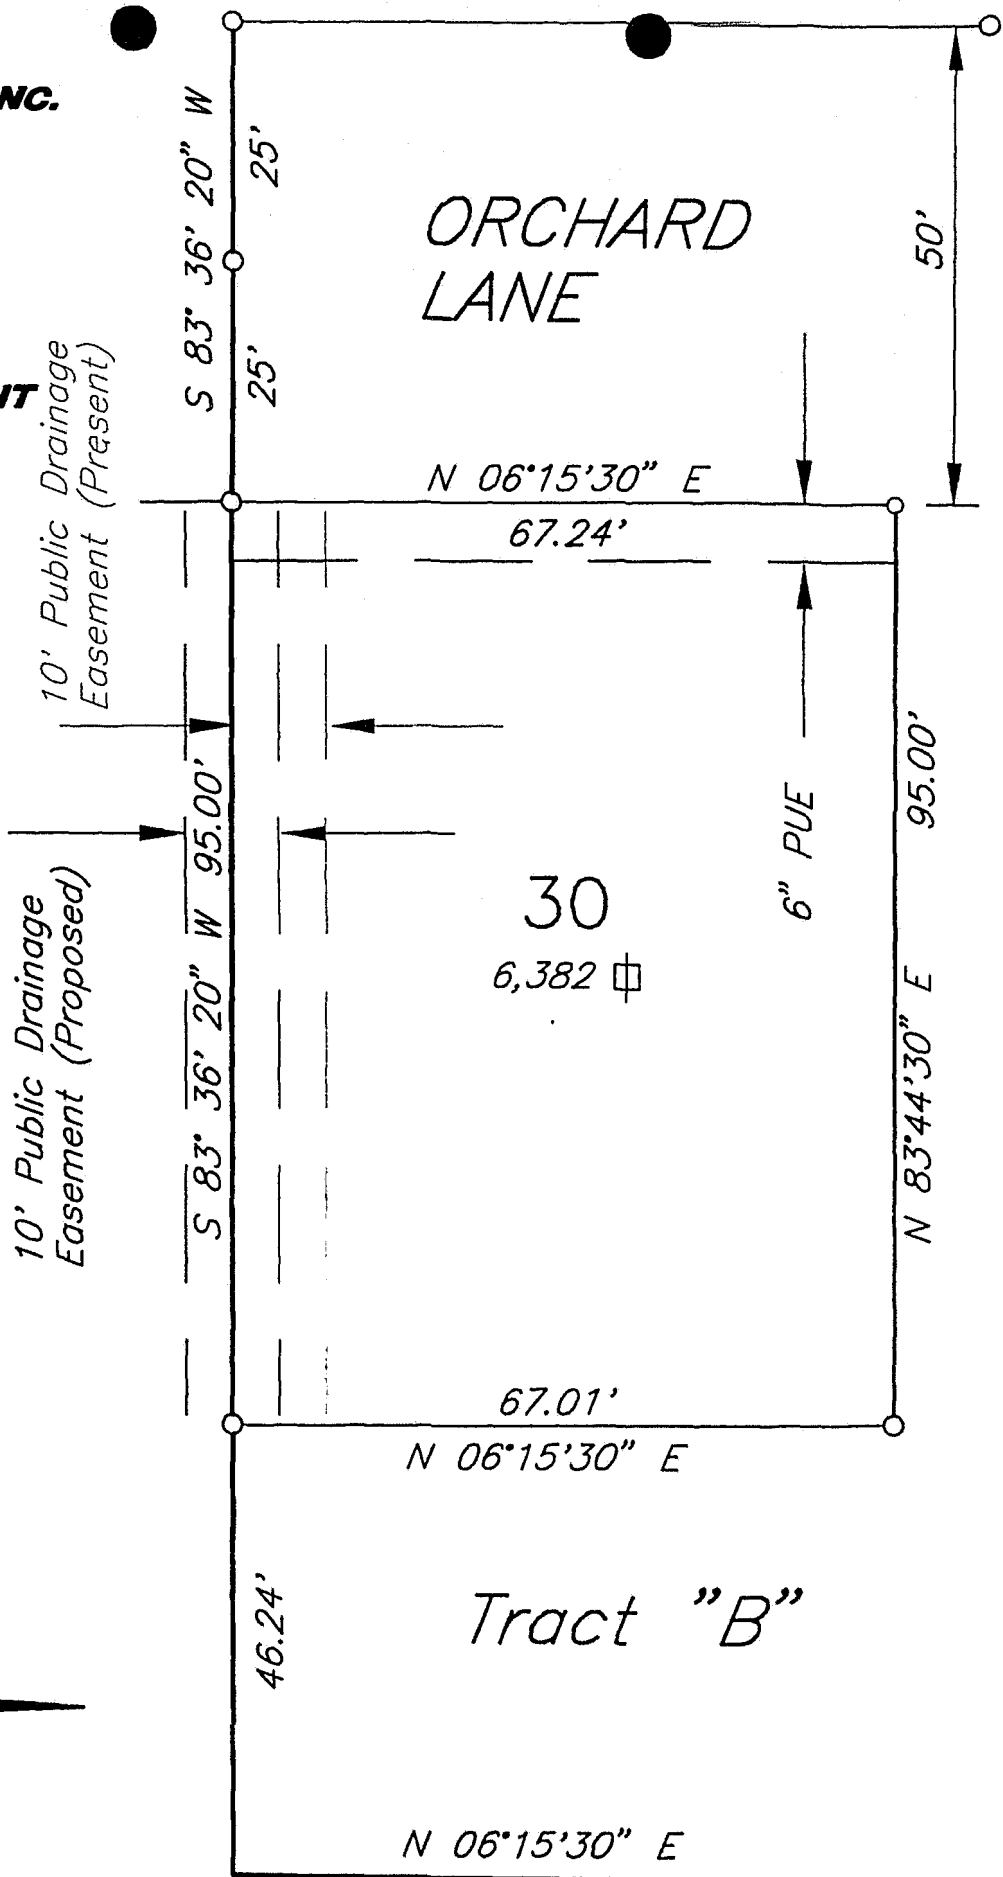 NC.
S 83° 36' 20" W
25'
ORCHARD
LANE
50'
25'
NT
10' Public Drainage
Easement (Present)
N 06°15'30" E
67.24'
S 83° 36' 20" W 95.00'
6" PUE
95.00'
30
6,382
10' Public Drainage
Easement (Proposed)
N 83°44'30" E
67.01'
N 06°15'30" E
46.24'
Tract "B"
N 06°15'30" E